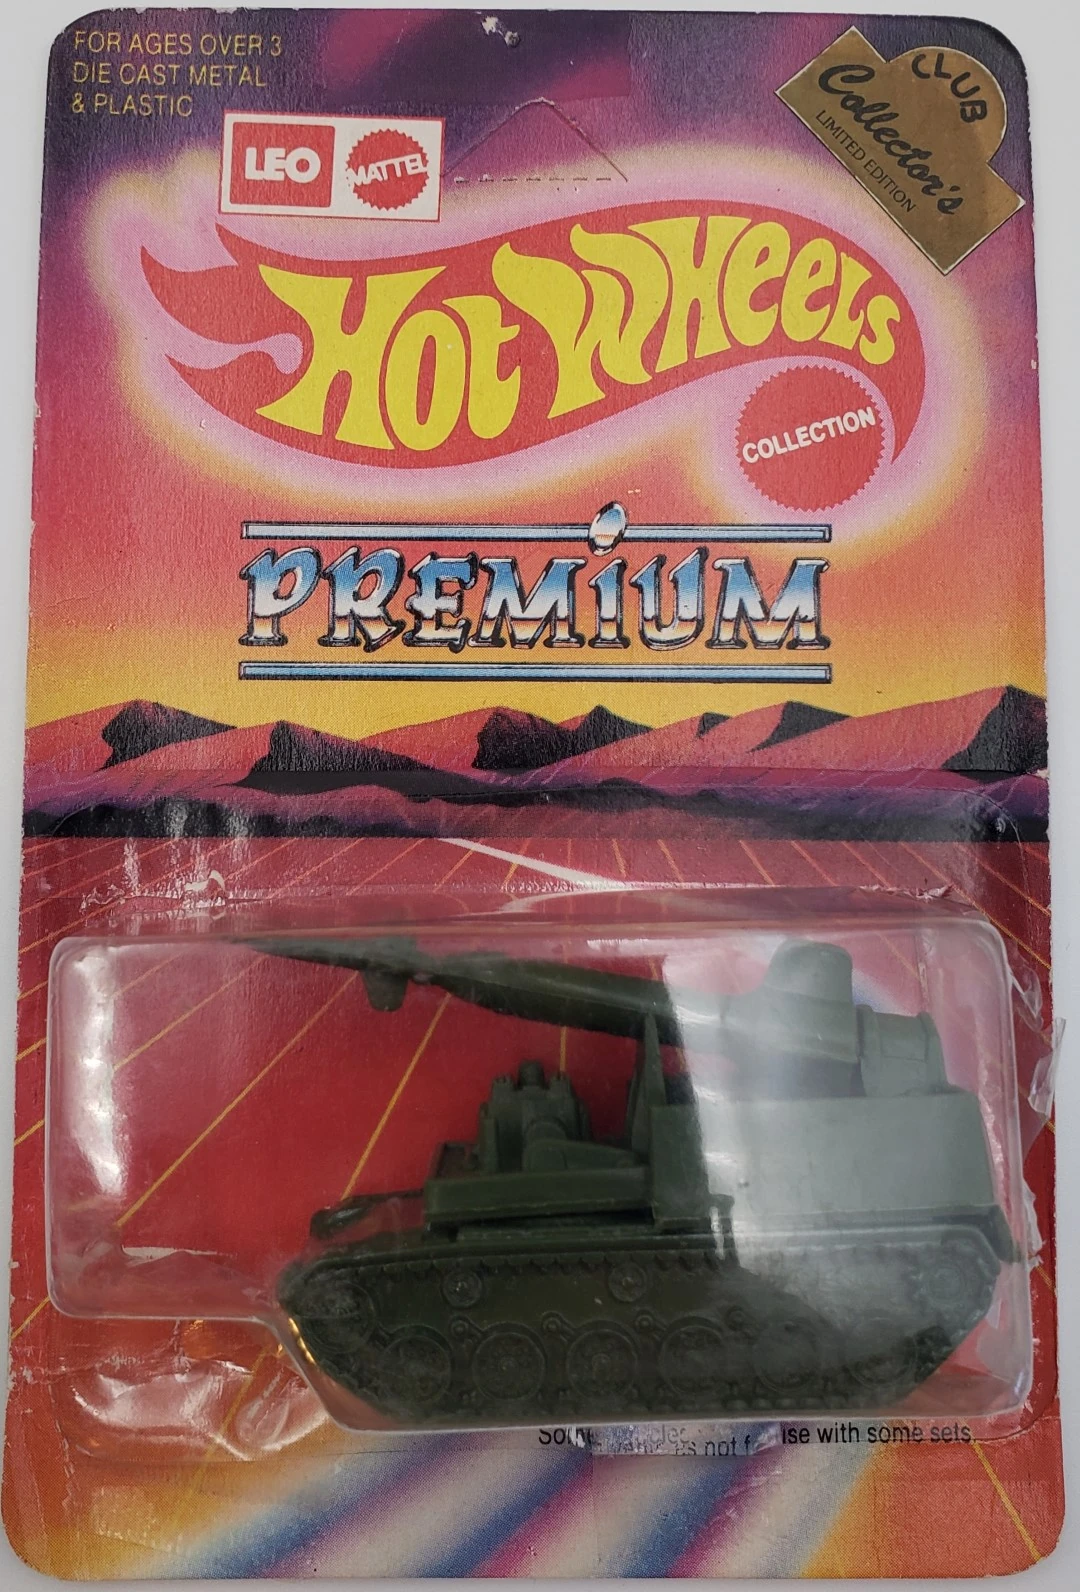 FOR AGES OVER 3
DIE CAST METAL
& PLASTIC
LEO
MATTEL
CLUB
Collector's
LIMITED EDITION
HOT WHEELS
COLLECTION
PREMIUM
not with some sets.